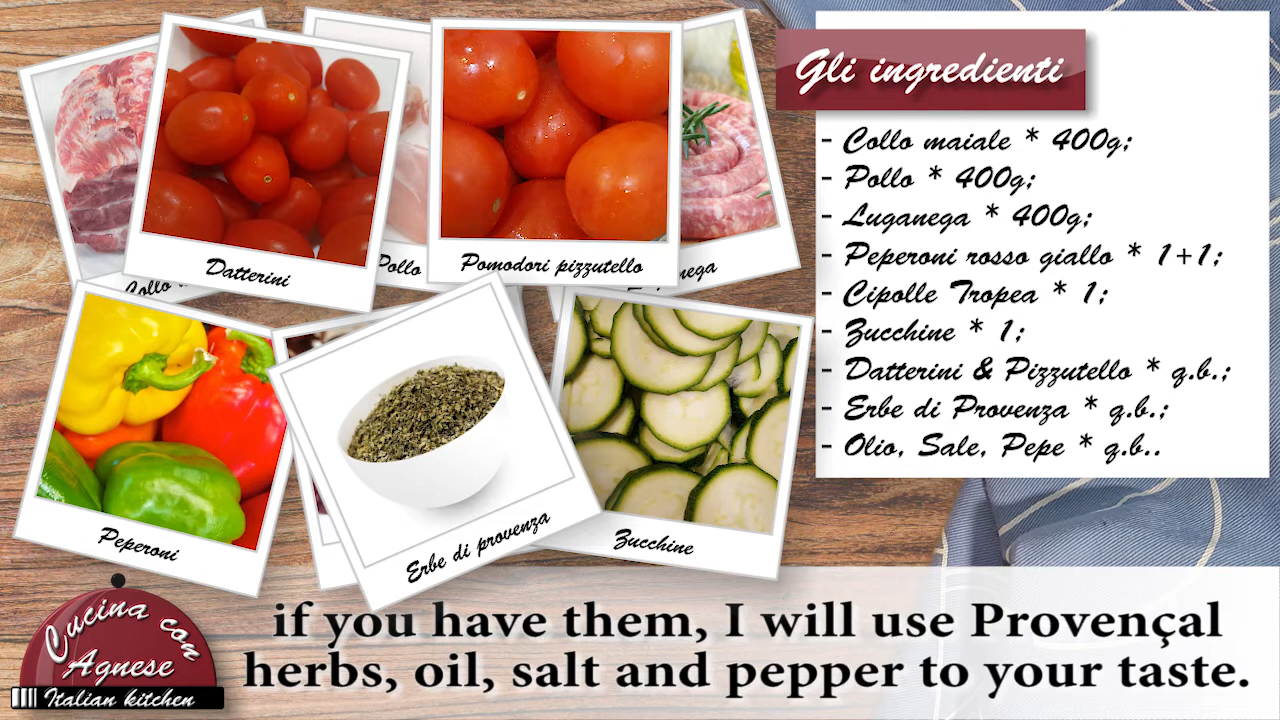 Gli ingredienti
- Collo maiale * 400g;
- Pollo * 400g;
- Luganega * 400g;
- Peperoni rosso giallo * 1+1;
- Cipolle Tropea * 1;
- Zucchine * 1;
- Datterini & Pizzutello * q.b.;
- Erbe di Provenza * q.b.;
- Olio, Sale, Pepe * q.b..
Collo
Datterini
Pollo
Pomodori pizzutello
Peperoni
Erbe di provenza
Zucchine
if you have them, I will use Provençal
herbs, oil, salt and pepper to your taste.
Cucina con
Agnese
Italian kitchen